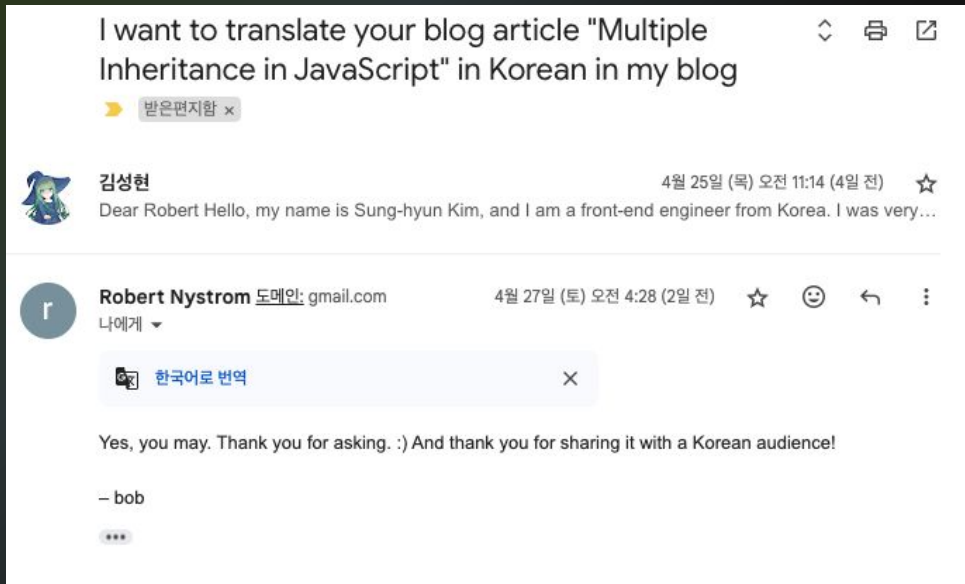 I want to translate your blog article "Multiple
Inheritance in JavaScript" in Korean in my blog
받은편지함 ×
김성현
4월 25일 (목) 오전 11:14 (4일 전)
Dear Robert Hello, my name is Sung-hyun Kim, and I am a front-end engineer from Korea. I was very…
r
Robert Nystrom 도메인: gmail.com
4월 27일 (토) 오전 4:28 (2일 전)
나에게
한국어로 번역
Yes, you may. Thank you for asking. :) And thank you for sharing it with a Korean audience!
– bob